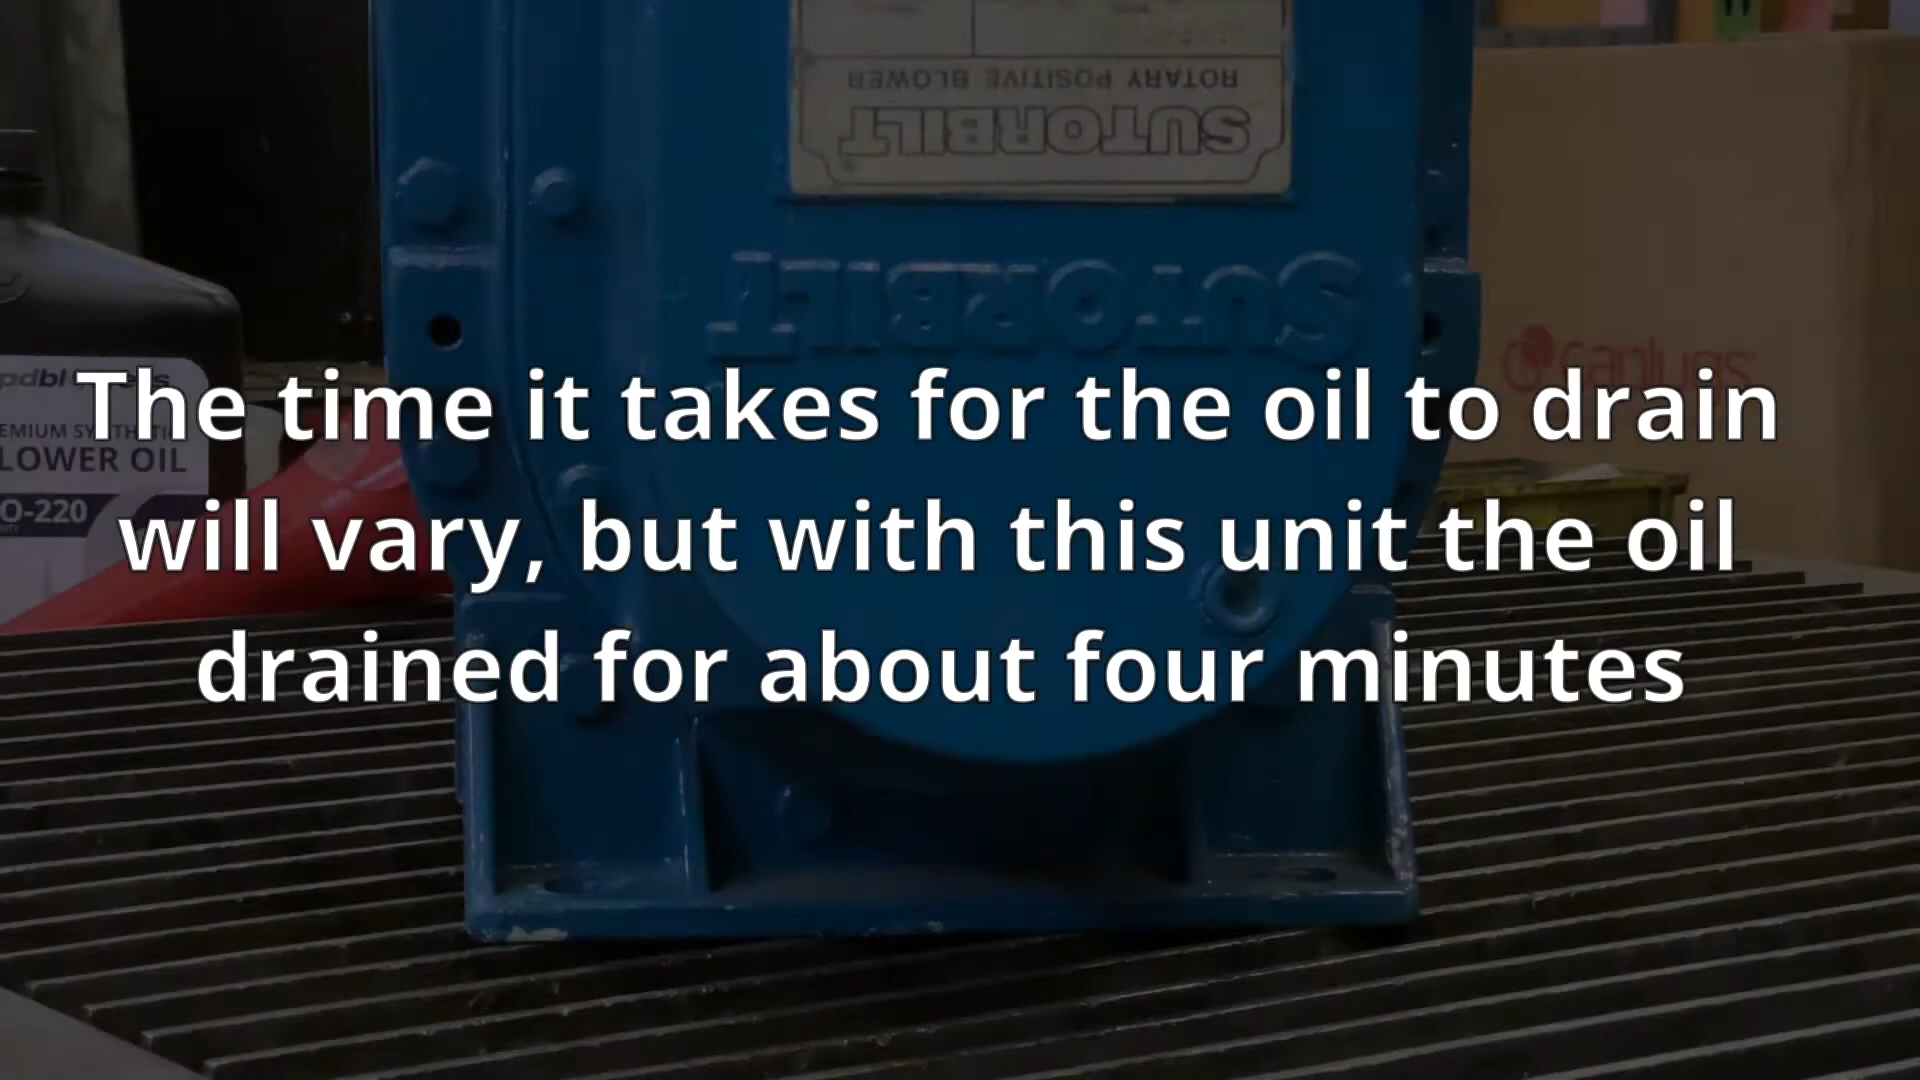 ROTARY POSITIVE BLOWER
SUTORBILT
SUTORBILT
The time it takes for the oil to drain
will vary, but with this unit the oil
drained for about four minutes
LOWER OIL
O-220